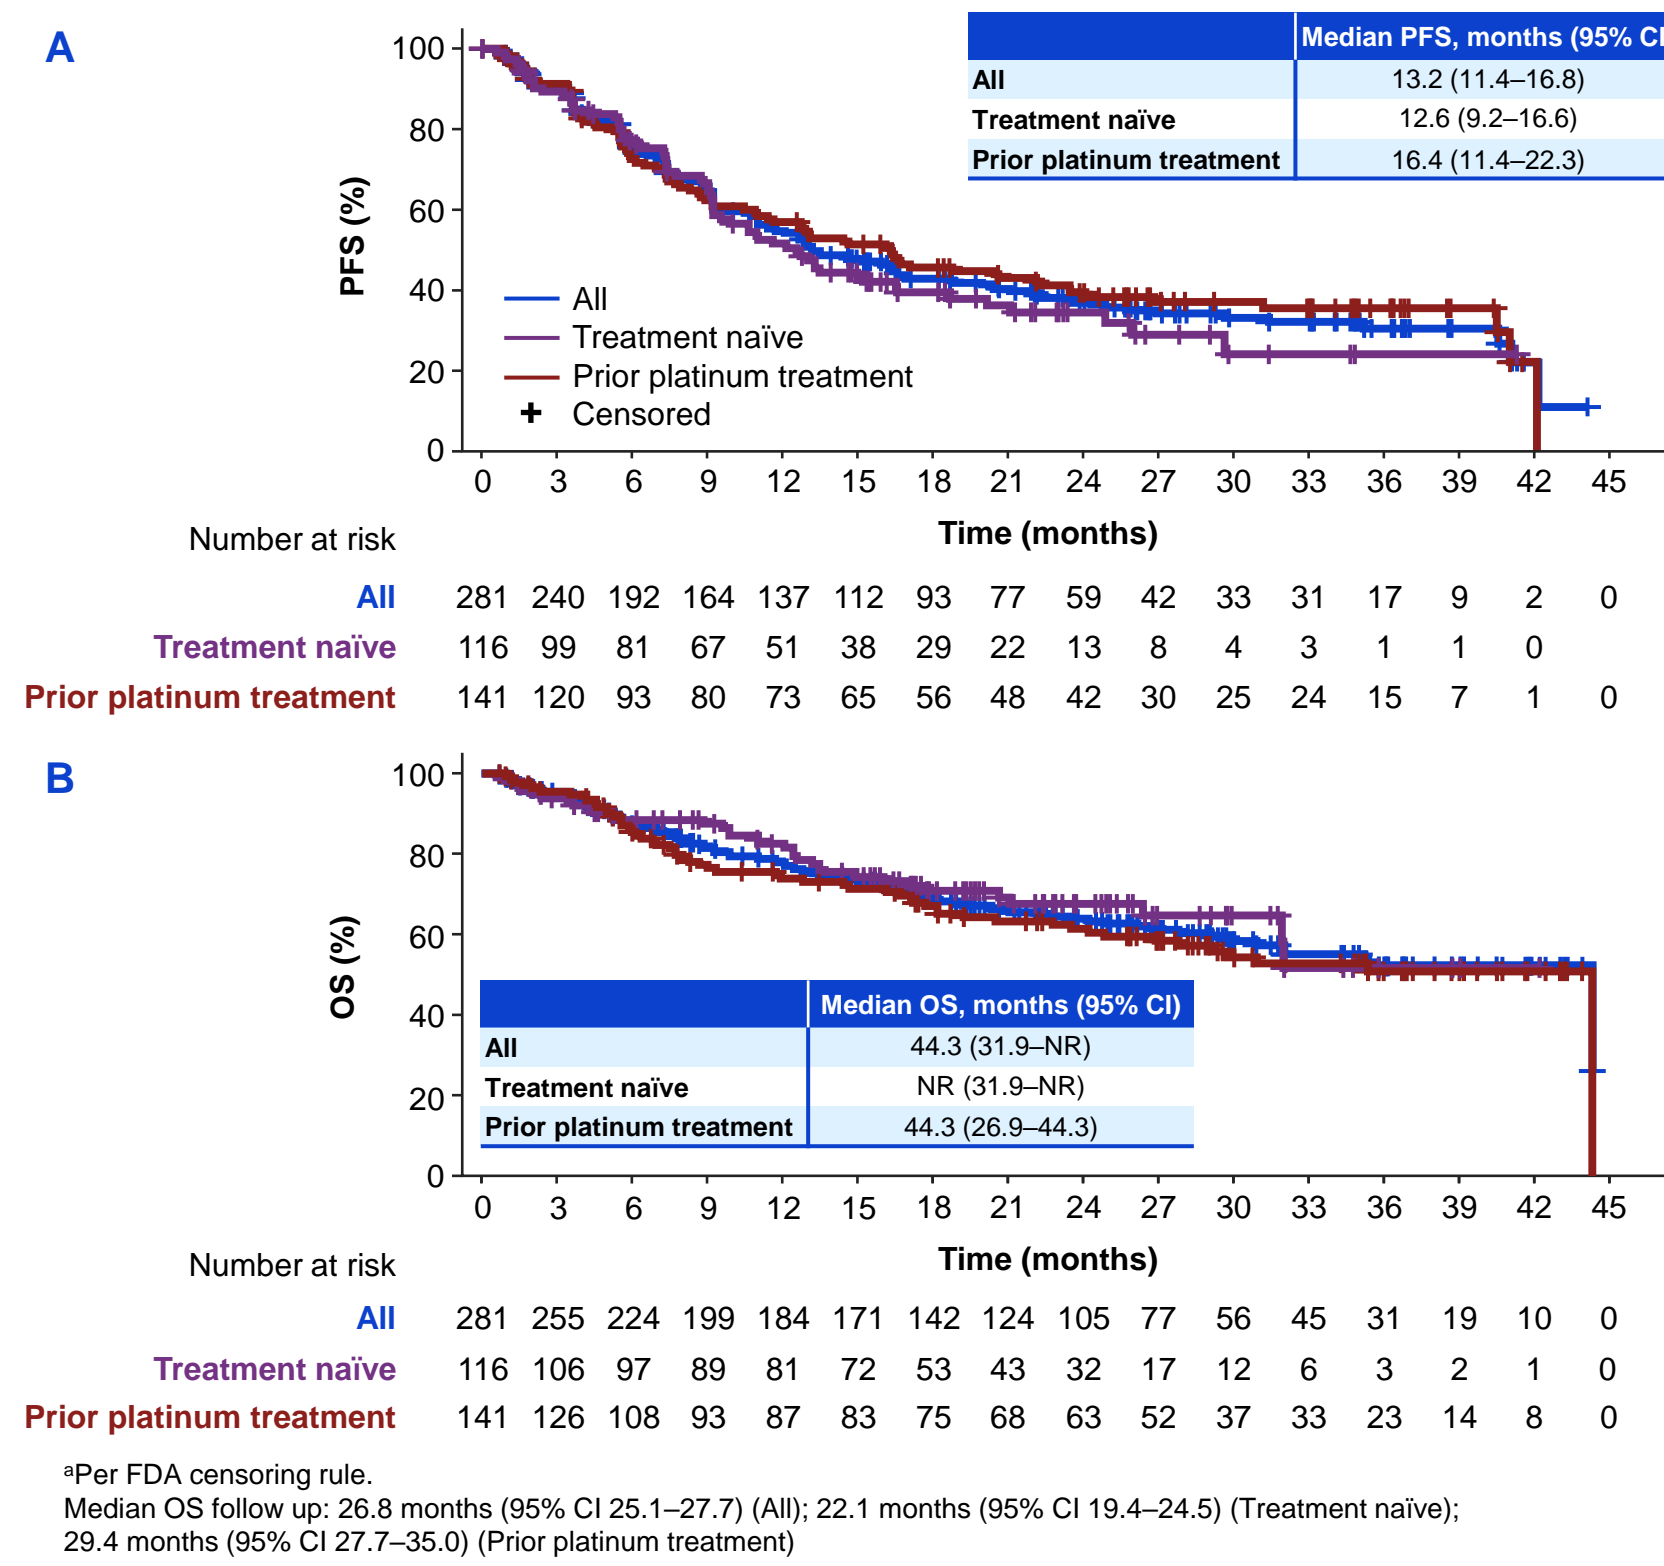 A
Median PFS, months (95% CI
All 13.2 (11.4–16.8)
Treatment naïve 12.6 (9.2–16.6)
Prior platinum treatment 16.4 (11.4–22.3)
PFS (%)
100
80
60
40
20
0
All
Treatment naïve
Prior platinum treatment
+ Censored
0 3 6 9 12 15 18 21 24 27 30 33 36 39 42 45
Time (months)
Number at risk
All 281 240 192 164 137 112 93 77 59 42 33 31 17 9 2 0
Treatment naïve 116 99 81 67 51 38 29 22 13 8 4 3 1 1 0
Prior platinum treatment 141 120 93 80 73 65 56 48 42 30 25 24 15 7 1 0
B
OS (%)
100
80
60
40
20
0
Median OS, months (95% CI)
All 44.3 (31.9–NR)
Treatment naïve NR (31.9–NR)
Prior platinum treatment 44.3 (26.9–44.3)
0 3 6 9 12 15 18 21 24 27 30 33 36 39 42 45
Time (months)
Number at risk
All 281 255 224 199 184 171 142 124 105 77 56 45 31 19 10 0
Treatment naïve 116 106 97 89 81 72 53 43 32 17 12 6 3 2 1 0
Prior platinum treatment 141 126 108 93 87 83 75 68 63 52 37 33 23 14 8 0
ᵃPer FDA censoring rule.
Median OS follow up: 26.8 months (95% CI 25.1–27.7) (All); 22.1 months (95% CI 19.4–24.5) (Treatment naïve);
29.4 months (95% CI 27.7–35.0) (Prior platinum treatment)